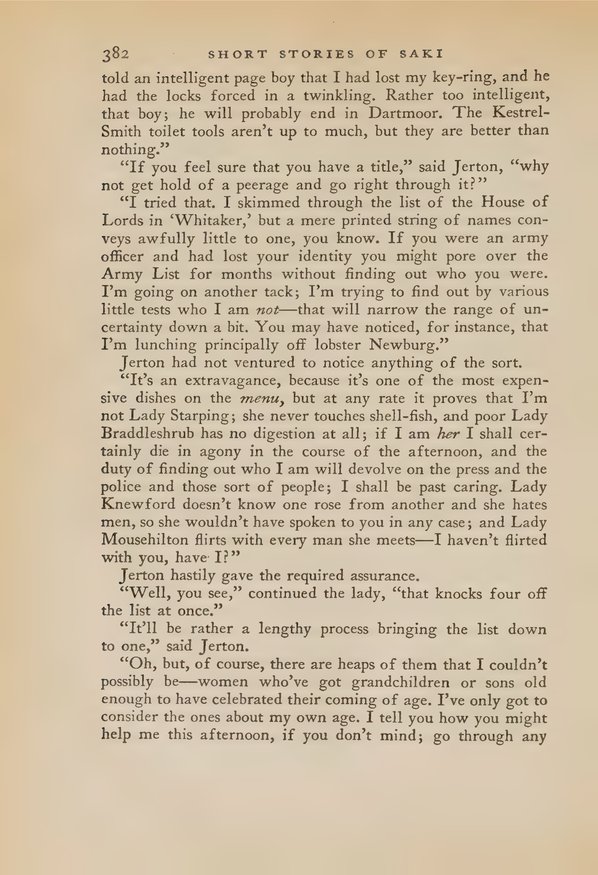 382 SHORT STORIES OF SAKI
told an intelligent page boy that I had lost my key-ring, and he
had the locks forced in a twinkling. Rather too intelligent,
that boy; he will probably end in Dartmoor. The Kestrel-
Smith toilet tools aren't up to much, but they are better than
nothing."
"If you feel sure that you have a title," said Jerton, "why
not get hold of a peerage and go right through it?"
"I tried that. I skimmed through the list of the House of
Lords in ‘Whitaker,’ but a mere printed string of names con-
veys awfully little to one, you know. If you were an army
officer and had lost your identity you might pore over the
Army List for months without finding out who you were.
I'm going on another tack; I'm trying to find out by various
little tests who I am not—that will narrow the range of un-
certainty down a bit. You may have noticed, for instance, that
I'm lunching principally off lobster Newburg."
Jerton had not ventured to notice anything of the sort.
"It's an extravagance, because it's one of the most expen-
sive dishes on the menu, but at any rate it proves that I'm
not Lady Starping; she never touches shell-fish, and poor Lady
Braddleshrub has no digestion at all; if I am her I shall cer-
tainly die in agony in the course of the afternoon, and the
duty of finding out who I am will devolve on the press and the
police and those sort of people; I shall be past caring. Lady
Knewford doesn't know one rose from another and she hates
men, so she wouldn't have spoken to you in any case; and Lady
Mousehilton flirts with every man she meets—I haven't flirted
with you, have I?"
Jerton hastily gave the required assurance.
"Well, you see," continued the lady, "that knocks four off
the list at once."
"It'll be rather a lengthy process bringing the list down
to one," said Jerton.
"Oh, but, of course, there are heaps of them that I couldn't
possibly be—women who've got grandchildren or sons old
enough to have celebrated their coming of age. I've only got to
consider the ones about my own age. I tell you how you might
help me this afternoon, if you don't mind; go through any